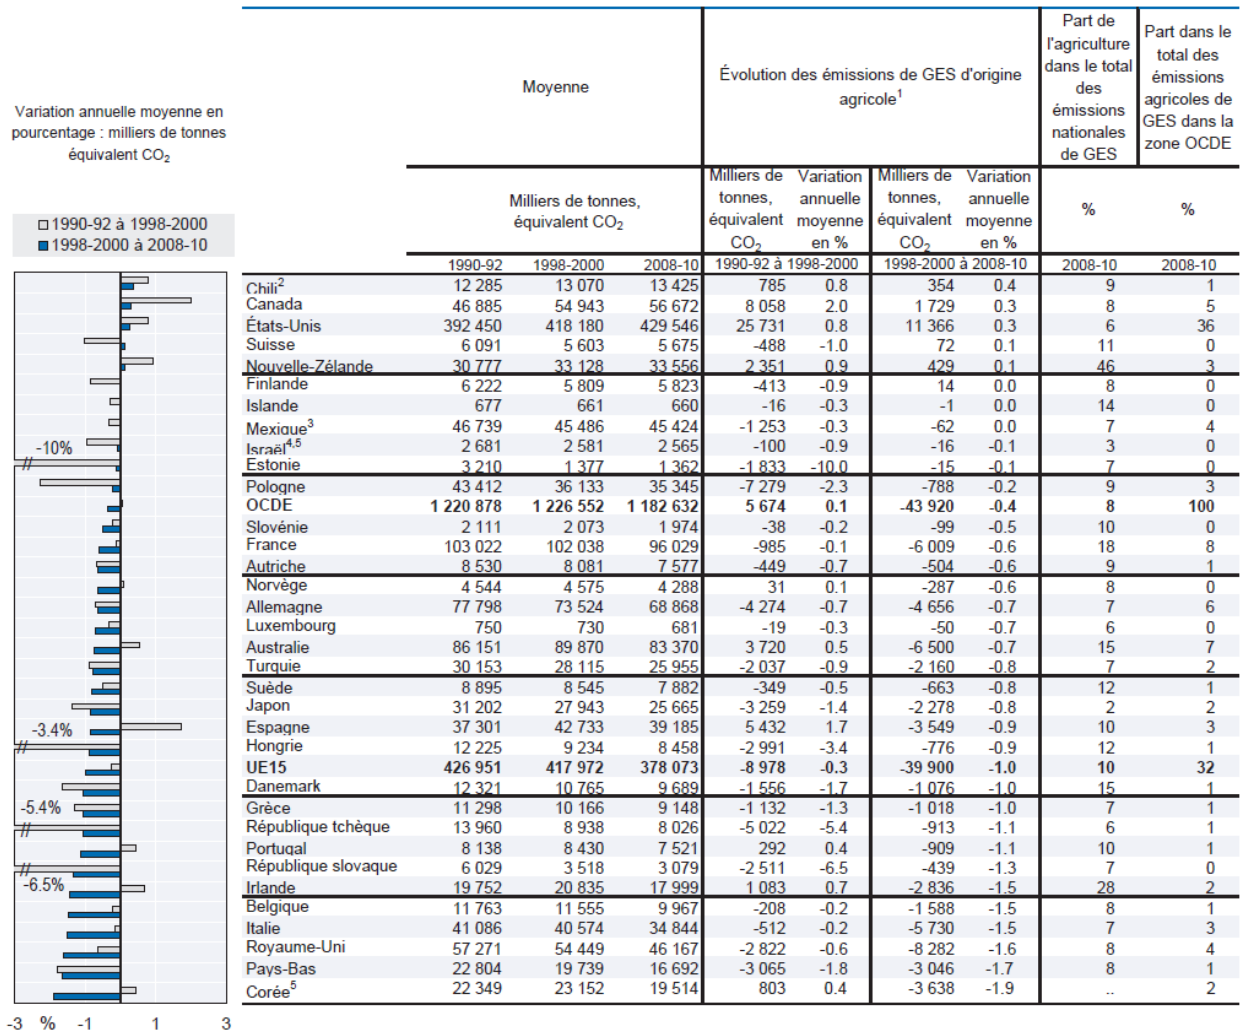 Variation annuelle moyenne en
pourcentage : milliers de tonnes
équivalent CO2
1990-92 à 1998-2000
1998-2000 à 2008-10
Moyenne
Évolution des émissions de GES d'origine
agricole1
Part de
l'agriculture
dans le total
des
émissions
nationales
de GES
Part dans le
total des
émissions
agricoles de
GES dans la
zone OCDE
Milliers de tonnes,
équivalent CO2
Milliers de
tonnes,
équivalent
CO2
Variation
annuelle
moyenne
en %
Milliers de
tonnes,
équivalent
CO2
Variation
annuelle
moyenne
en %
%
%
1990-92 1998-2000 2008-10 1990-92 à 1998-2000 1998-2000 à 2008-10 2008-10 2008-10
Chili2 12 285 13 070 13 425 785 0.8 354 0.4 9 1
Canada 46 885 54 943 56 672 8 058 2.0 1 729 0.3 8 5
États-Unis 392 450 418 180 429 546 25 731 0.8 11 366 0.3 6 36
Suisse 6 091 5 603 5 675 -488 -1.0 72 0.1 11 0
Nouvelle-Zélande 30 777 33 128 33 556 2 351 0.9 429 0.1 46 3
Finlande 6 222 5 809 5 823 -413 -0.9 14 0.0 8 0
Islande 677 661 660 -16 -0.3 -1 0.0 14 0
Mexique3 46 739 45 486 45 424 -1 253 -0.3 -62 0.0 7 4
Israël4,5 2 681 2 581 2 565 -100 -0.9 -16 -0.1 3 0
Estonie 3 210 1 377 1 362 -1 833 -10.0 -15 -0.1 7 0
Pologne 43 412 36 133 35 345 -7 279 -2.3 -788 -0.2 9 3
OCDE 1 220 878 1 226 552 1 182 632 5 674 0.1 -43 920 -0.4 8 100
Slovénie 2 111 2 073 1 974 -38 -0.2 -99 -0.5 10 0
France 103 022 102 038 96 029 -985 -0.1 -6 009 -0.6 18 8
Autriche 8 530 8 081 7 577 -449 -0.7 -504 -0.6 9 1
Norvège 4 544 4 575 4 288 31 0.1 -287 -0.6 8 0
Allemagne 77 798 73 524 68 868 -4 274 -0.7 -4 656 -0.7 7 6
Luxembourg 750 730 681 -19 -0.3 -50 -0.7 6 0
Australie 86 151 89 870 83 370 3 720 0.5 -6 500 -0.7 15 7
Turquie 30 153 28 115 25 955 -2 037 -0.9 -2 160 -0.8 7 2
Suède 8 895 8 545 7 882 -349 -0.5 -663 -0.8 12 1
Japon 31 202 27 943 25 665 -3 259 -1.4 -2 278 -0.8 2 2
Espagne 37 301 42 733 39 185 5 432 1.7 -3 549 -0.9 10 3
Hongrie 12 225 9 234 8 458 -2 991 -3.4 -776 -0.9 12 1
UE15 426 951 417 972 378 073 -8 978 -0.3 -39 900 -1.0 10 32
Danemark 12 321 10 765 9 689 -1 556 -1.7 -1 076 -1.0 15 1
Grèce 11 298 10 166 9 148 -1 132 -1.3 -1 018 -1.0 7 1
République tchèque 13 960 8 938 8 026 -5 022 -5.4 -913 -1.1 6 1
Portugal 8 138 8 430 7 521 292 0.4 -909 -1.1 10 1
République slovaque 6 029 3 518 3 079 -2 511 -6.5 -439 -1.3 7 0
Irlande 19 752 20 835 17 999 1 083 0.7 -2 836 -1.5 28 2
Belgique 11 763 11 555 9 967 -208 -0.2 -1 588 -1.5 8 1
Italie 41 086 40 574 34 844 -512 -0.2 -5 730 -1.5 7 3
Royaume-Uni 57 271 54 449 46 167 -2 822 -0.6 -8 282 -1.6 8 4
Pays-Bas 22 804 19 739 16 692 -3 065 -1.8 -3 046 -1.7 8 1
Corée5 22 349 23 152 19 514 803 0.4 -3 638 -1.9 .. 2
-10%
-3.4%
-5.4%
-6.5%
-3 % -1 1 3